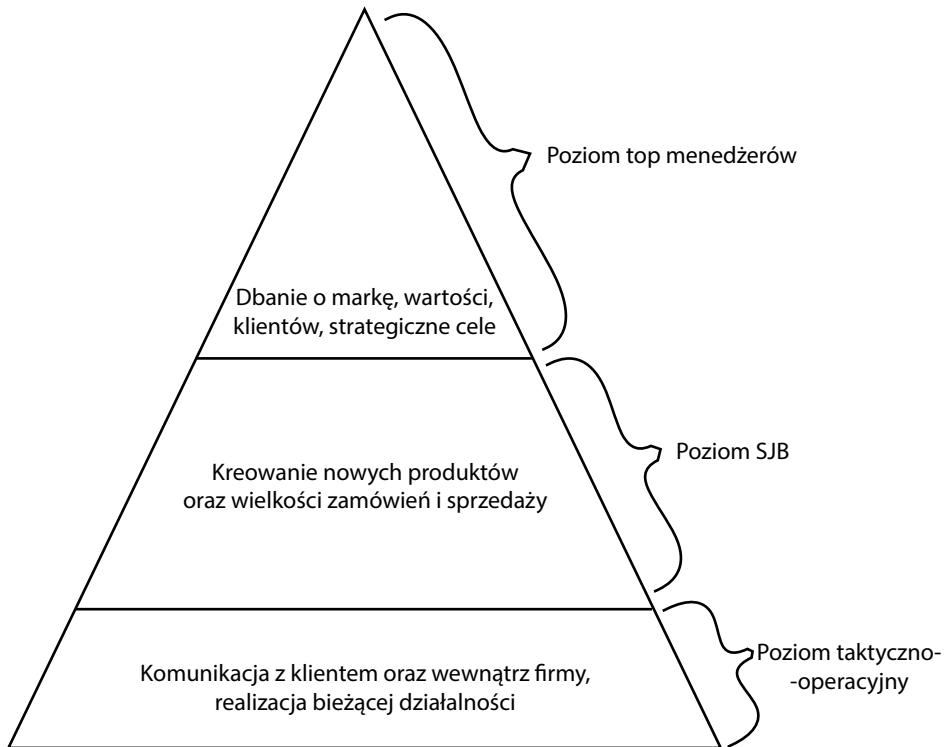 Poziom top menedżerów
Dbanie o markę, wartości,
klientów, strategiczne cele
Poziom SJB
Kreowanie nowych produktów
oraz wielkości zamówień i sprzedaży
Poziom taktyczno-
-operacyjny
Komunikacja z klientem oraz wewnątrz firmy,
realizacja bieżącej działalności